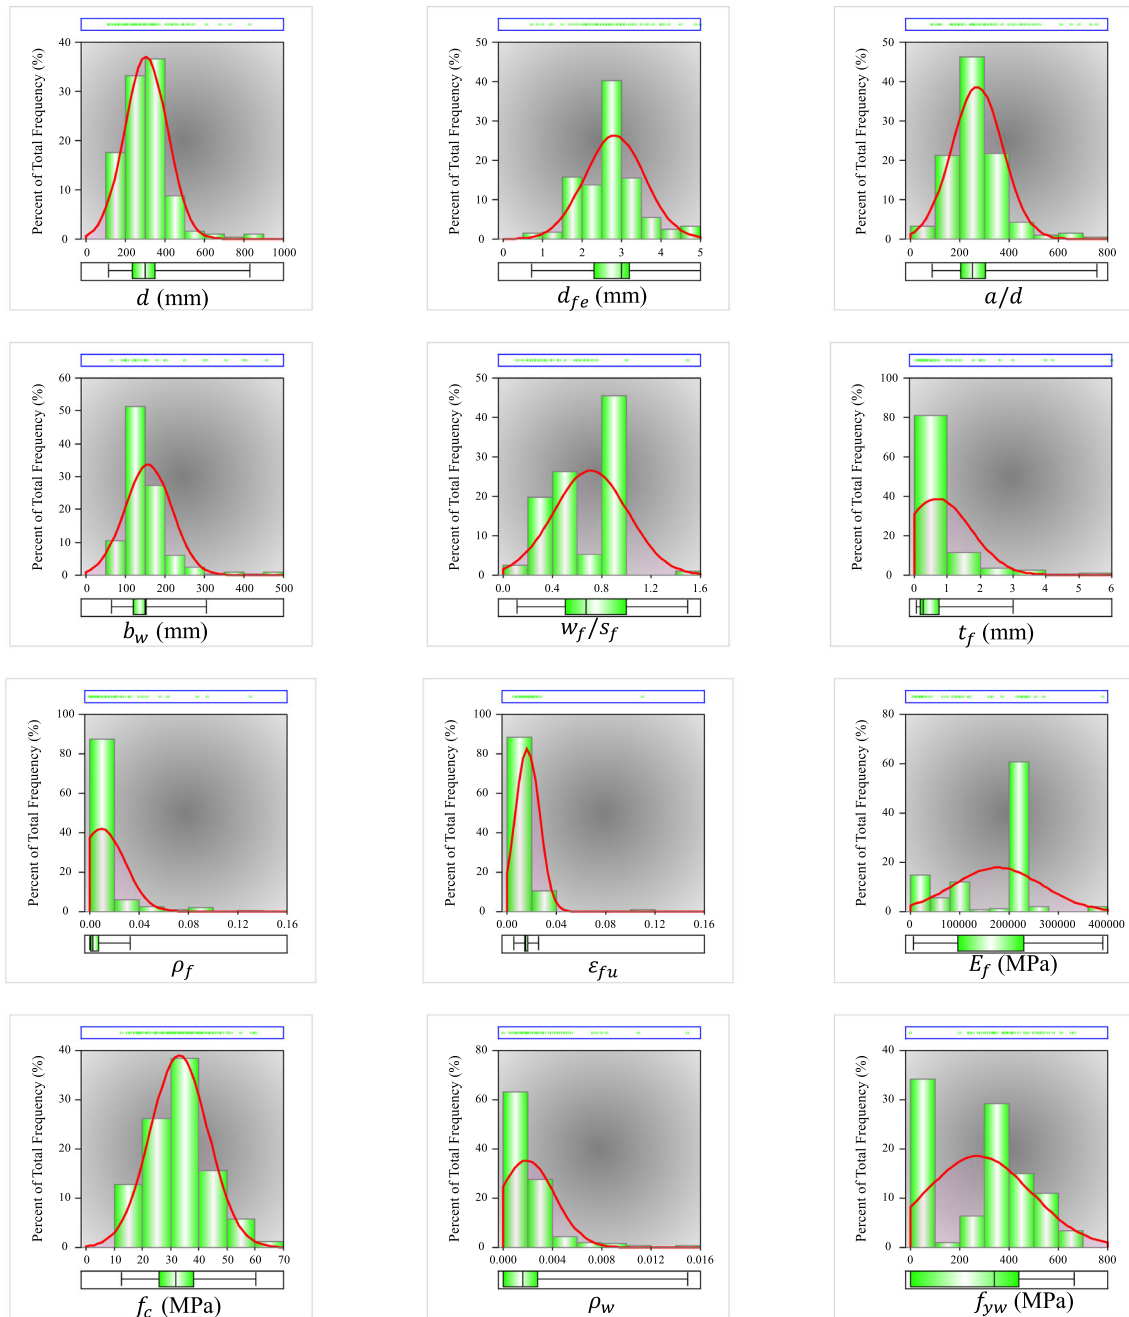 Percent of Total Frequency (%)
40
30
20
10
0
0 200 400 600 800 1000
d (mm)
Percent of Total Frequency (%)
50
40
30
20
10
0
0 1 2 3 4 5
d_fe (mm)
Percent of Total Frequency (%)
50
40
30
20
10
0
0 200 400 600 800
a/d
Percent of Total Frequency (%)
60
50
40
30
20
10
0
0 100 200 300 400 500
b_w (mm)
Percent of Total Frequency (%)
50
40
30
20
10
0
0.0 0.4 0.8 1.2 1.6
w_f/s_f
Percent of Total Frequency (%)
100
80
60
40
20
0
0 1 2 3 4 5 6
t_f (mm)
Percent of Total Frequency (%)
100
80
60
40
20
0
0.00 0.04 0.08 0.12 0.16
ρ_f
Percent of Total Frequency (%)
100
80
60
40
20
0
0.00 0.04 0.08 0.12 0.16
ε_fu
Percent of Total Frequency (%)
80
60
40
20
0
0 100000 200000 300000 400000
E_f (MPa)
Percent of Total Frequency (%)
40
30
20
10
0
0 10 20 30 40 50 60 70
f_c (MPa)
Percent of Total Frequency (%)
80
60
40
20
0
0.000 0.004 0.008 0.012 0.016
ρ_w
Percent of Total Frequency (%)
40
30
20
10
0
0 200 400 600 800
f_yw (MPa)